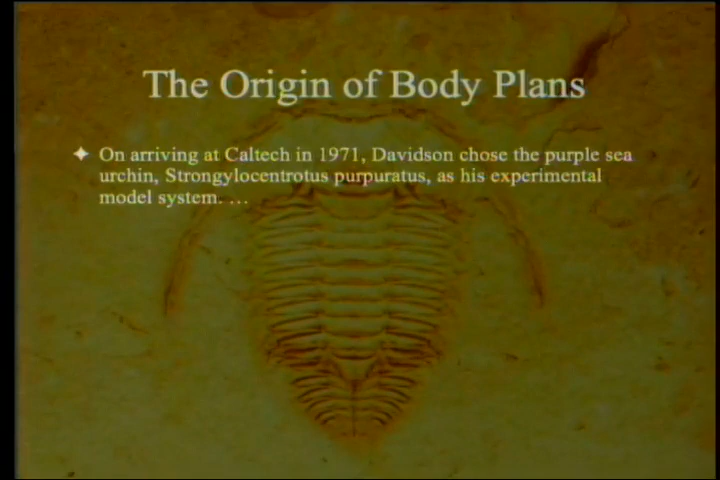 The Origin of Body Plans
✦ On arriving at Caltech in 1971, Davidson chose the purple sea
urchin, Strongylocentrotus purpuratus, as his experimental
model system. …